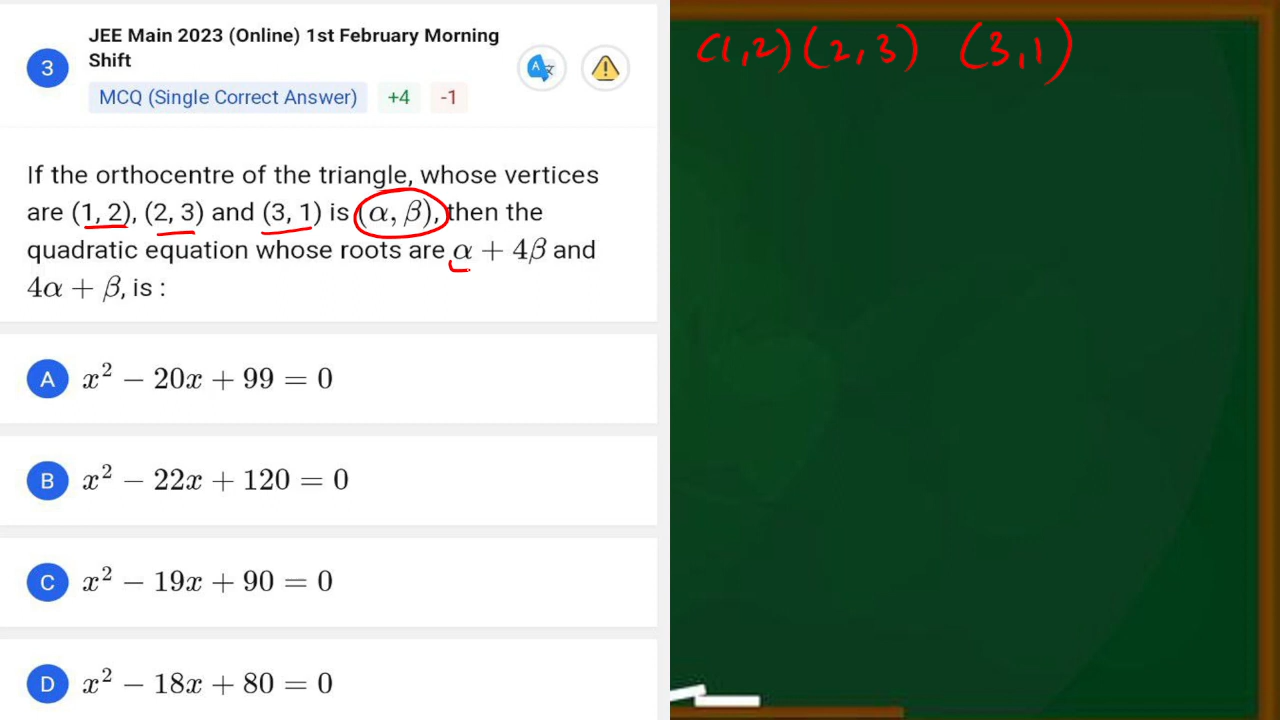 3
JEE Main 2023 (Online) 1st February Morning
Shift
MCQ (Single Correct Answer) +4 -1
If the orthocentre of the triangle, whose vertices
are (1, 2), (2, 3) and (3, 1) is (α, β), then the
quadratic equation whose roots are α + 4β and
4α + β, is :
A x² − 20x + 99 = 0
B x² − 22x + 120 = 0
C x² − 19x + 90 = 0
D x² − 18x + 80 = 0
(1,2) (2,3) (3,1)